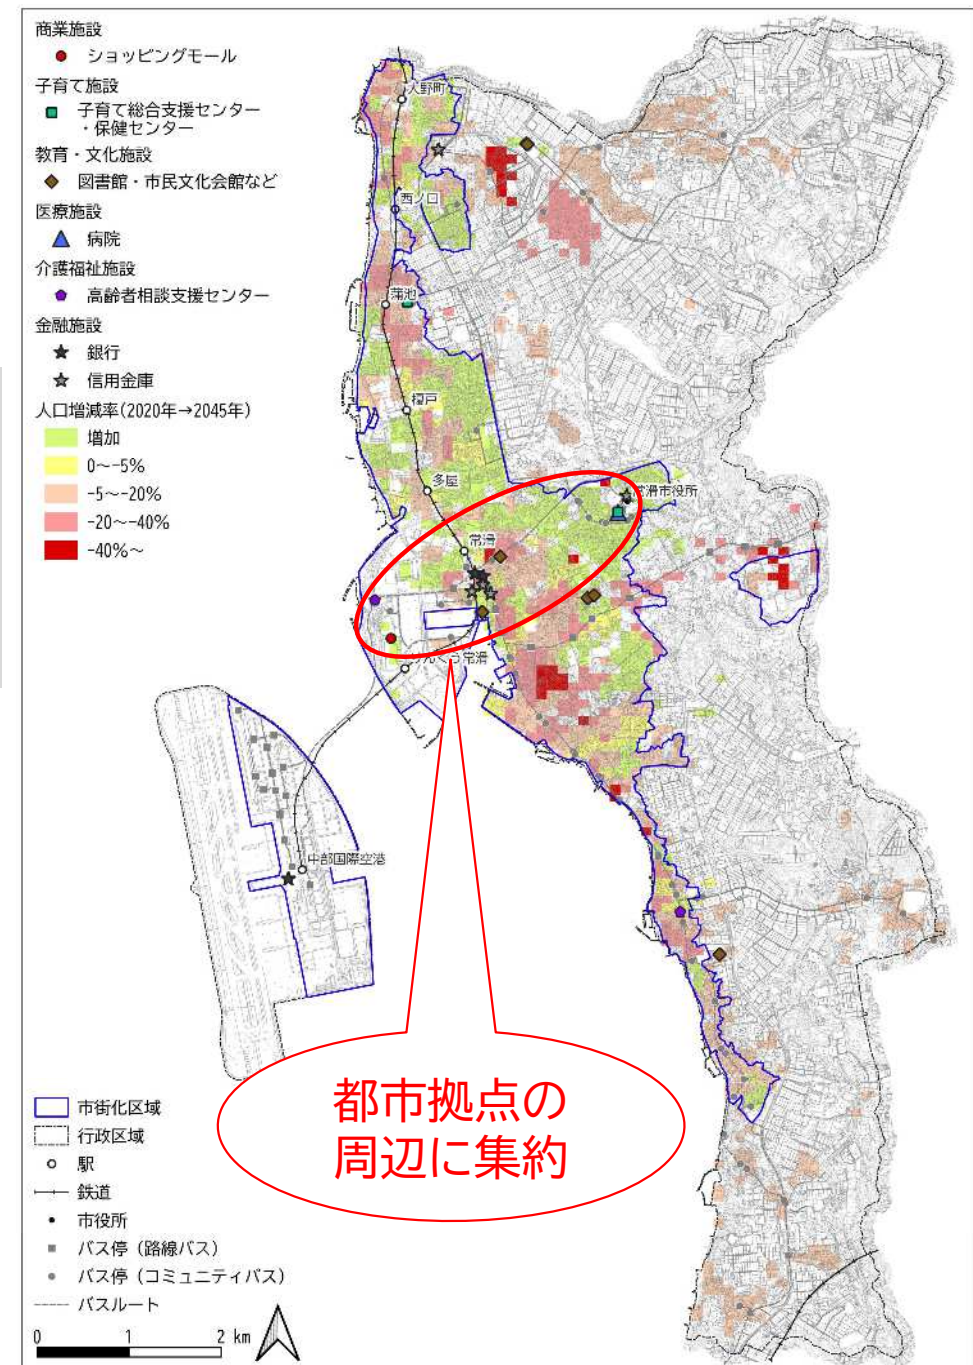 商業施設
ショッピングモール
子育て施設
子育て総合支援センター
・保健センター
教育・文化施設
図書館・市民文化会館など
医療施設
病院
介護福祉施設
高齢者相談支援センター
金融施設
銀行
信用金庫
人口増減率(2020年→2045年)
増加
0～-5%
-5～-20%
-20～-40%
-40%～
大野町
西ノ口
蒲池
榎戸
多屋
常滑市役所
常滑
りんくう常滑
中部国際空港
都市拠点の
周辺に集約
市街化区域
行政区域
駅
鉄道
市役所
バス停（路線バス）
バス停（コミュニティバス）
バスルート
0 1 2 km